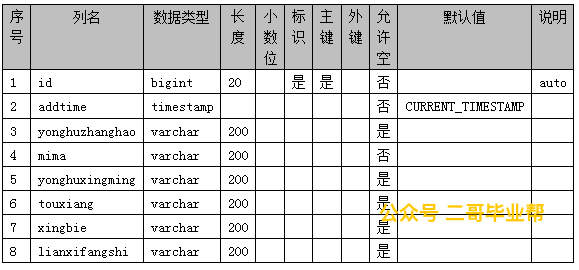 序号 列名 数据类型 长度 小数位 标识 主键 外键 允许空 默认值 说明
1 id bigint 20 是 是 否 auto
2 addtime timestamp 否 CURRENT_TIMESTAMP
3 yonghuzhanghao varchar 200 是
4 mima varchar 200 否
5 yonghuxingming varchar 200 是
6 touxiang varchar 200 是
公众号 二哥毕业帮
7 xingbie varchar 200 是
8 lianxifangshi varchar 200 是